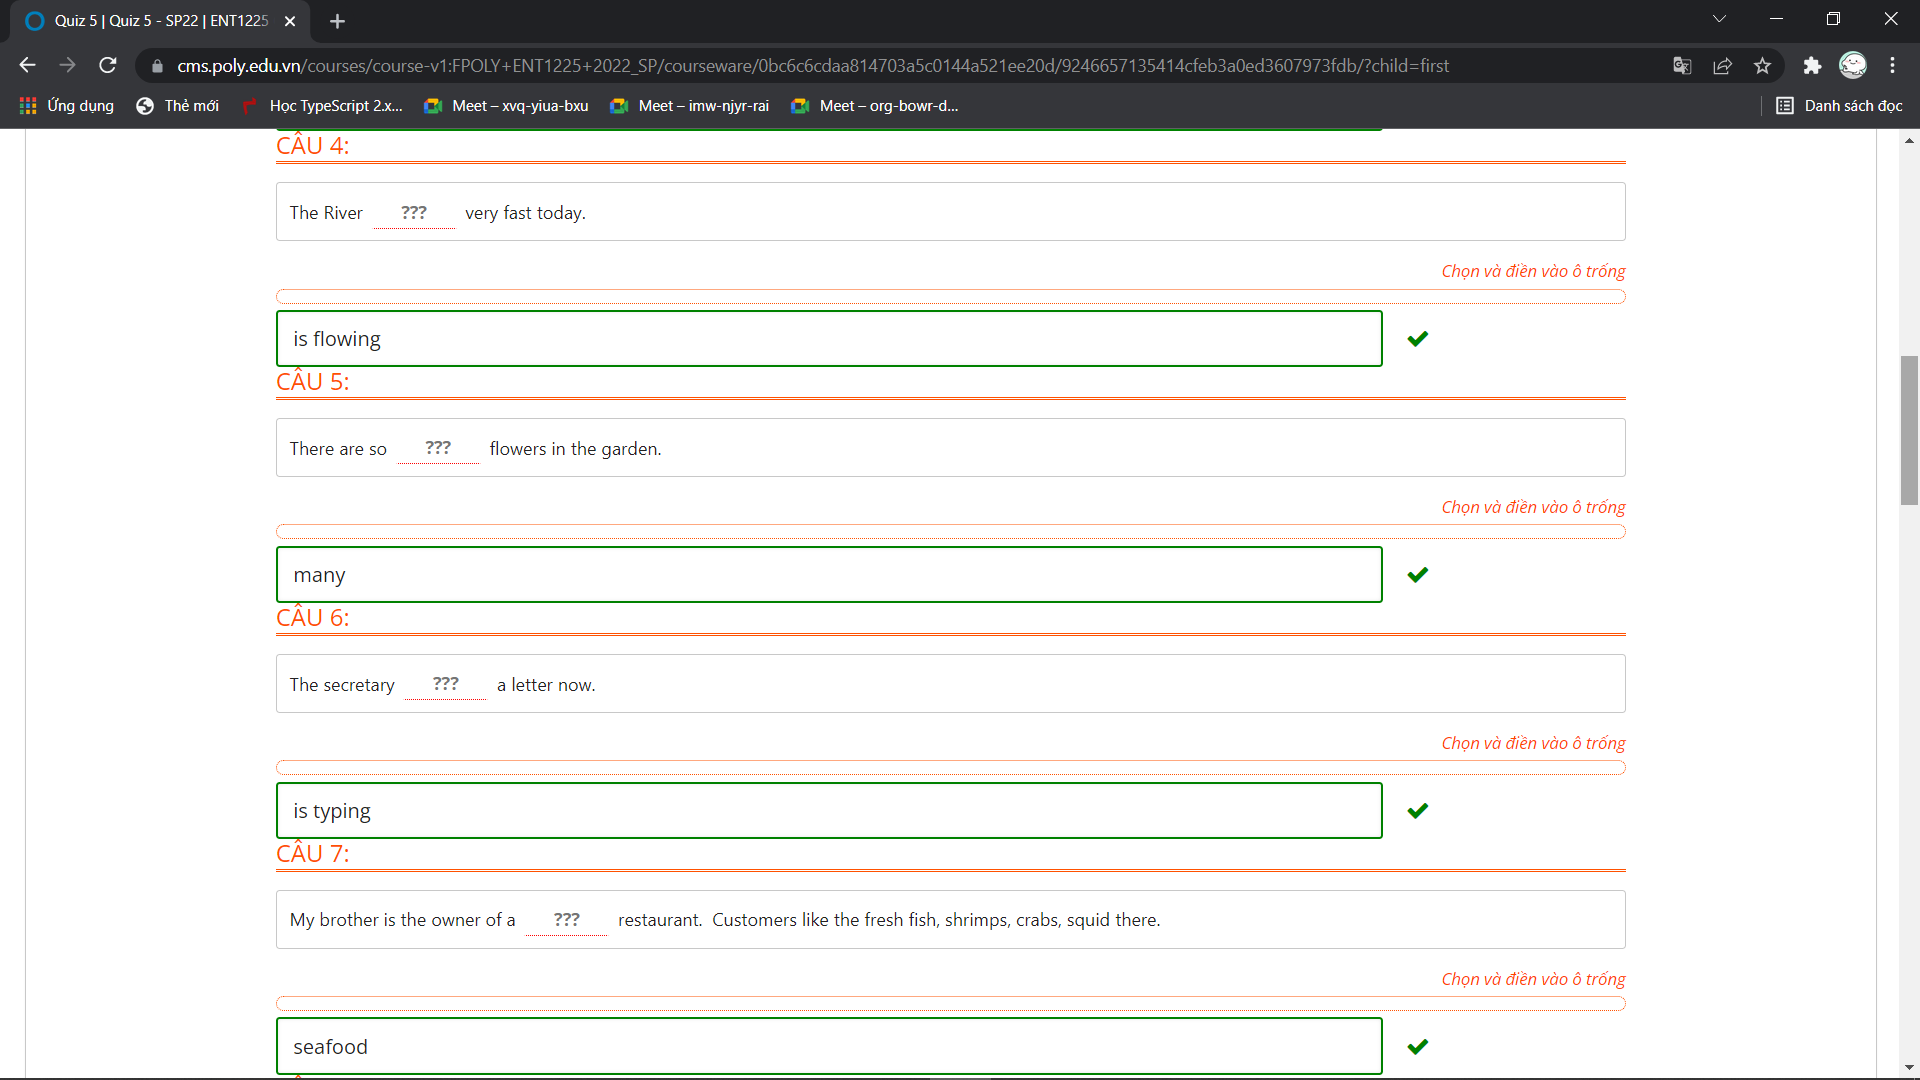 Quiz 5 | Quiz 5 - SP22 | ENT1225
cms.poly.edu.vn/courses/course-v1:FPOLY+ENT1225+2022_SP/courseware/0bc6c6cdaa814703a5c0144a521ee20d/9246657135414cfeb3a0ed3607973fdb/?child=first
Ứng dụng Thẻ mới Học TypeScript 2.x... Meet – xvq-yiua-bxu Meet – imw-njyr-rai Meet – org-bowr-d... Danh sách đọc
CÂU 4:
The River ??? very fast today.
Chọn và điền vào ô trống
is flowing
CÂU 5:
There are so ??? flowers in the garden.
Chọn và điền vào ô trống
many
CÂU 6:
The secretary ??? a letter now.
Chọn và điền vào ô trống
is typing
CÂU 7:
My brother is the owner of a ??? restaurant. Customers like the fresh fish, shrimps, crabs, squid there.
Chọn và điền vào ô trống
seafood